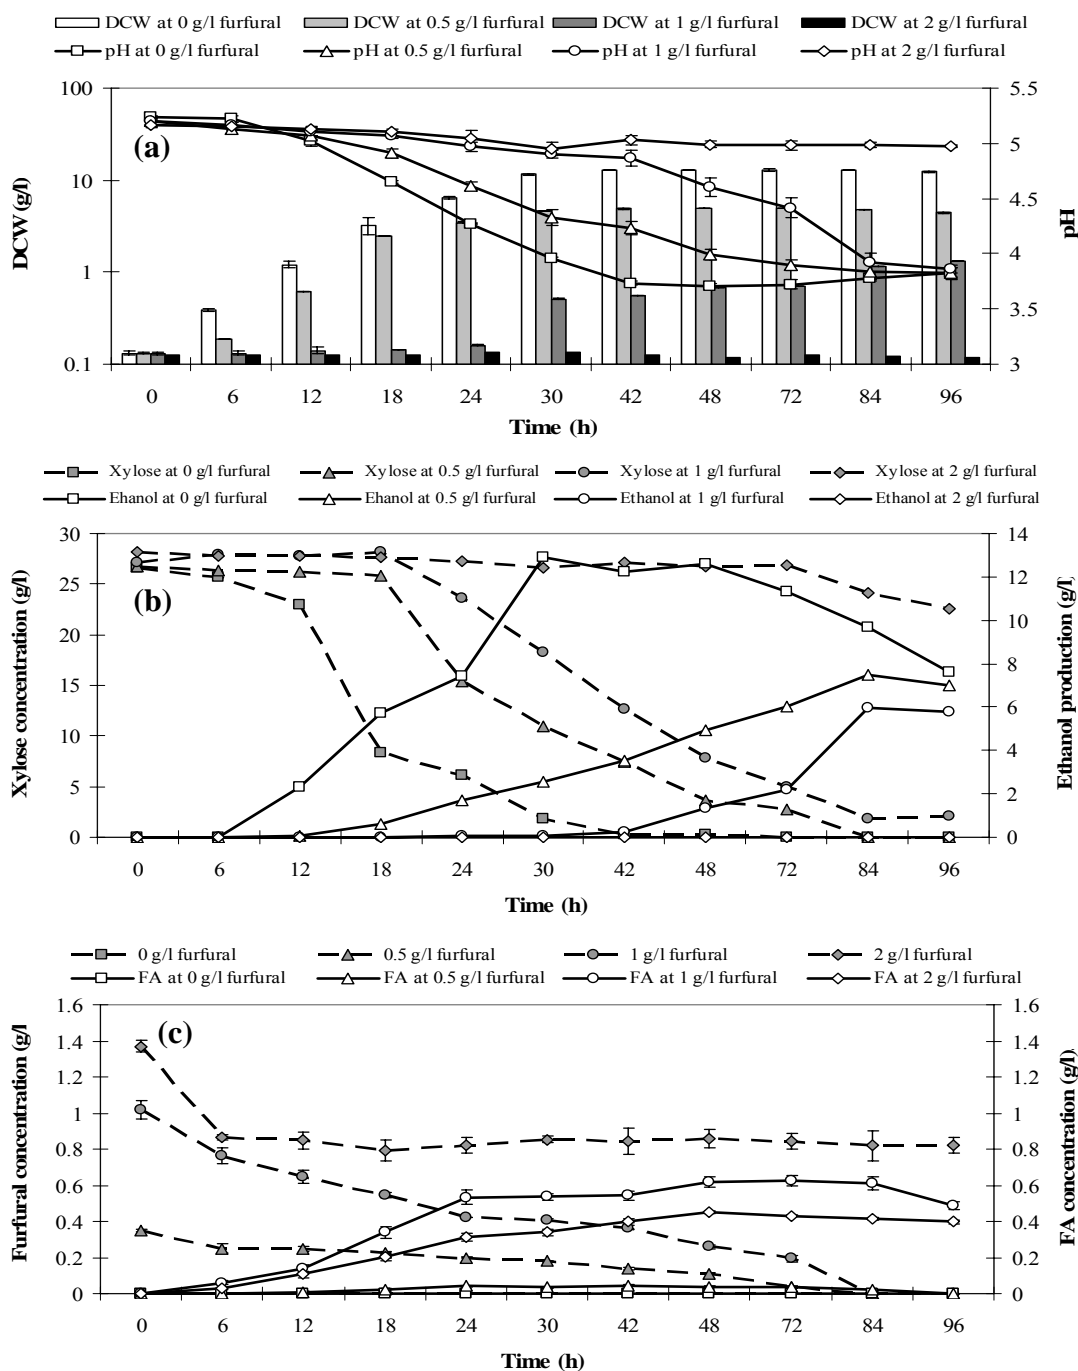 DCW at 0 g/l furfural DCW at 0.5 g/l furfural DCW at 1 g/l furfural DCW at 2 g/l furfural
pH at 0 g/l furfural pH at 0.5 g/l furfural pH at 1 g/l furfural pH at 2 g/l furfural
100 5.5
(a) 5
10 4.5
DCW (g/l) pH
4
1
3.5
0.1 3
0 6 12 18 24 30 42 48 72 84 96
Time (h)
Xylose at 0 g/l furfural Xylose at 0.5 g/l furfural Xylose at 1 g/l furfural Xylose at 2 g/l furfural
Ehanol at 0 g/l furfural Ehanol at 0.5 g/l furfural Ethanol at 1 g/l furfural Ethanol at 2 g/l furfural
30 14
25 12
(b)
20 10
8
Xylose concentration (g/l) Ethanol production (g/l)
15
6
10
4
5 2
0 0
0 6 12 18 24 30 42 48 72 84 96
Time (h)
0 g/l furfural 0.5 g/l furfural 1 g/l furfural 2 g/l furfural
FA at 0 g/l furfural FA at 0.5 g/l furfural FA at 1 g/l furfural FA at 2 g/l furfural
1.6 1.6
(c)
1.4 1.4
1.2 1.2
1 1
Furfural concentration (g/l FA concentration (g/l)
0.8 0.8
0.6 0.6
0.4 0.4
0.2 0.2
0 0
0 6 12 18 24 30 42 48 72 84 96
Time (h)